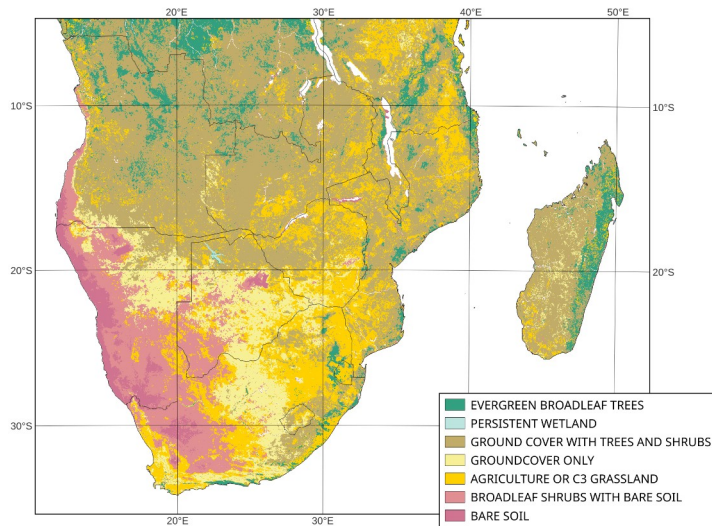 20°E 30°E 40°E 50°E
10°S 10°S
20°S 20°S
30°S
20°E 30°E
EVERGREEN BROADLEAF TREES
PERSISTENT WETLAND
GROUND COVER WITH TREES AND SHRUBS
GROUNDCOVER ONLY
AGRICULTURE OR C3 GRASSLAND
BROADLEAF SHRUBS WITH BARE SOIL
BARE SOIL